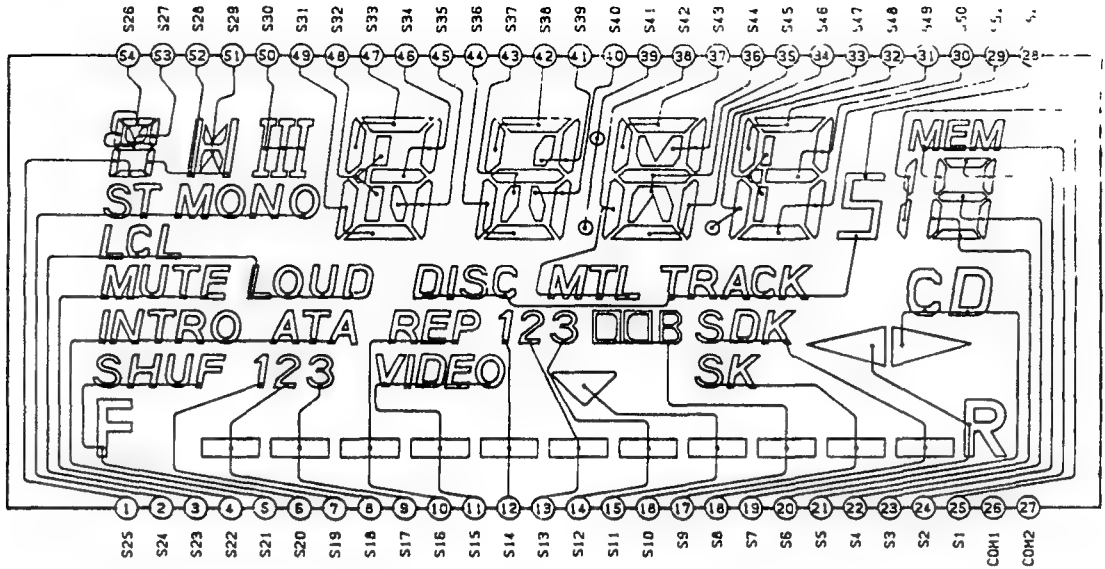 S26 S27 S28 S29 S30 S31 S32 S33 S34 S35 S36 S37 S38 S39 S40 S41 S42 S43 S44 S45 S46 S47 S48 S49 S50
54 53 52 51 50 49 48 47 46 45 44 43 42 41 40 39 38 37 36 35 34 33 32 31 30 29 28
MEM
ST MONO
LCL
MUTE LOUD DISC MTL TRACK
CD
INTRO ATA REP 123 B SDK
SHUF 123 VIDEO SK
F R
1 2 3 4 5 6 7 8 9 10 11 12 13 14 15 16 17 18 19 20 21 22 23 24 25 26 27
S25 S24 S23 S22 S21 S20 S19 S18 S17 S16 S15 S14 S13 S12 S11 S10 S9 S8 S7 S6 S5 S4 S3 S2 S1 COM1 COM2